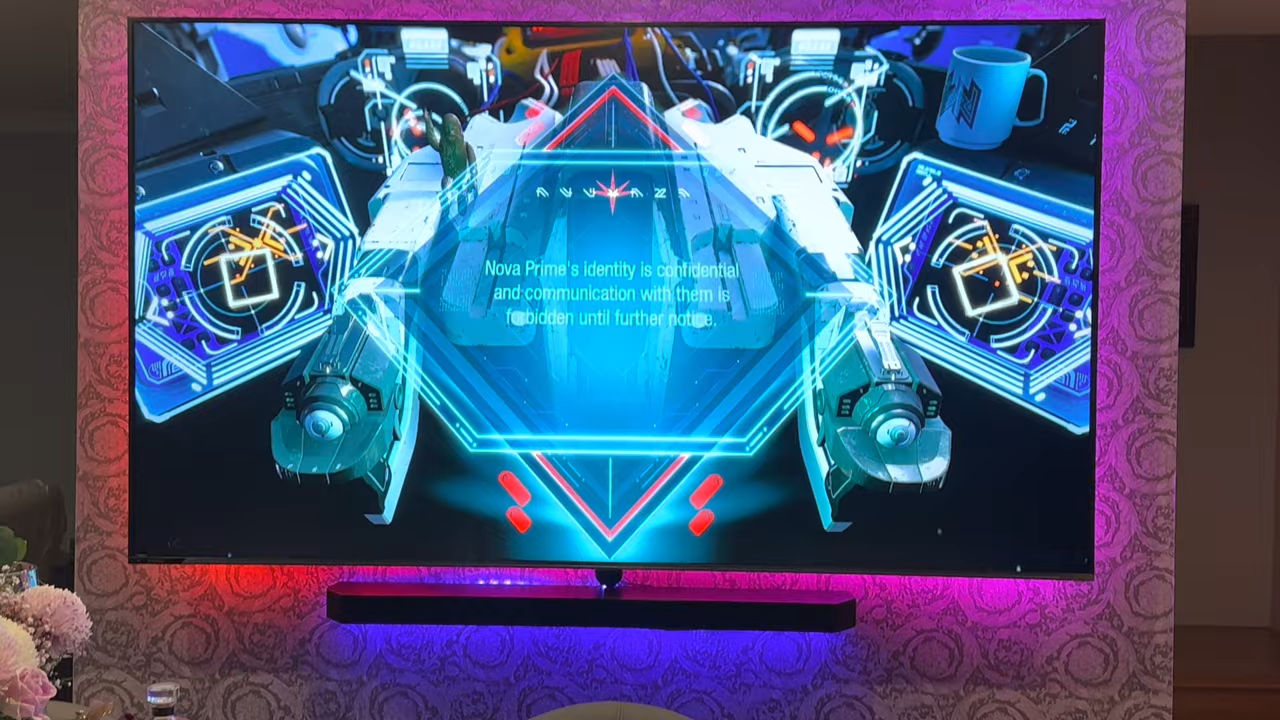 Nova Prime's identity is confidential
and communication with them is
forbidden until further notice.